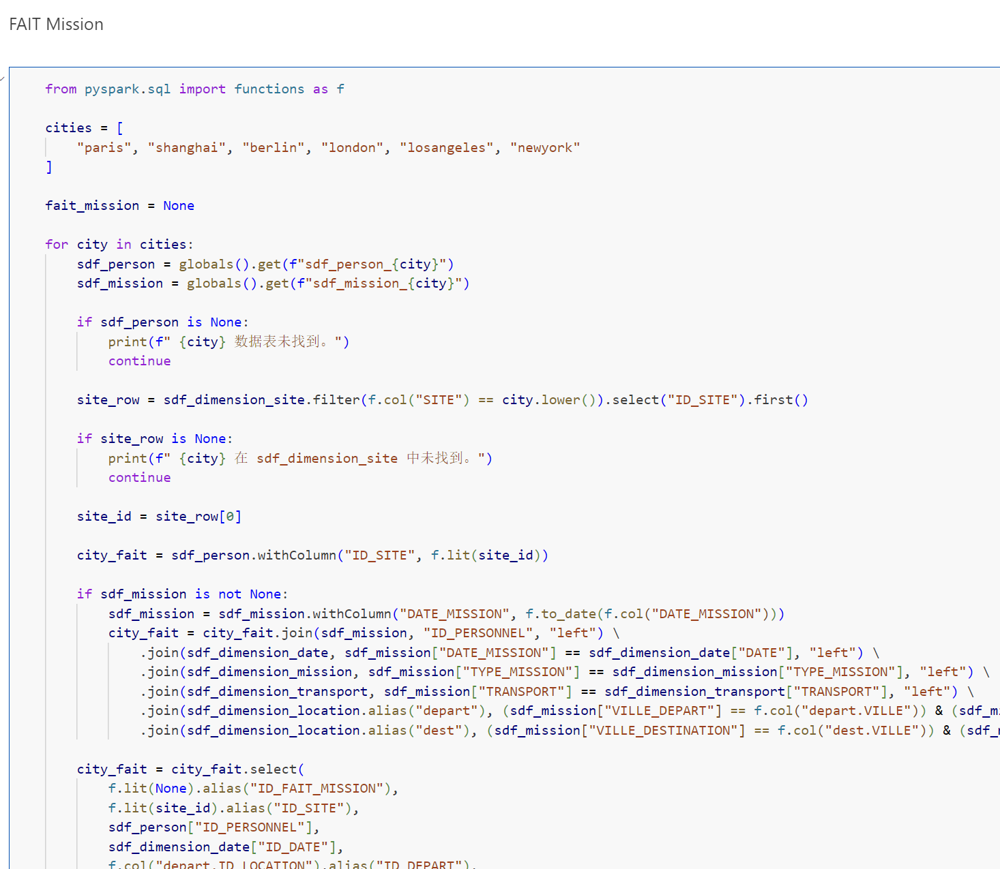 FAIT Mission
from pyspark.sql import functions as f
cities = [
"paris", "shanghai", "berlin", "london", "losangeles", "newyork"
]
fait_mission = None
for city in cities:
sdf_person = globals().get(f"sdf_person_{city}")
sdf_mission = globals().get(f"sdf_mission_{city}")
if sdf_person is None:
print(f" {city} 数据表未找到。")
continue
site_row = sdf_dimension_site.filter(f.col("SITE") == city.lower()).select("ID_SITE").first()
if site_row is None:
print(f" {city} 在 sdf_dimension_site 中未找到。")
continue
site_id = site_row[0]
city_fait = sdf_person.withColumn("ID_SITE", f.lit(site_id))
if sdf_mission is not None:
sdf_mission = sdf_mission.withColumn("DATE_MISSION", f.to_date(f.col("DATE_MISSION")))
city_fait = city_fait.join(sdf_mission, "ID_PERSONNEL", "left") \
.join(sdf_dimension_date, sdf_mission["DATE_MISSION"] == sdf_dimension_date["DATE"], "left") \
.join(sdf_dimension_mission, sdf_mission["TYPE_MISSION"] == sdf_dimension_mission["TYPE_MISSION"], "left") \
.join(sdf_dimension_transport, sdf_mission["TRANSPORT"] == sdf_dimension_transport["TRANSPORT"], "left") \
.join(sdf_dimension_location.alias("depart"), (sdf_mission["VILLE_DEPART"] == f.col("depart.VILLE")) & (
.join(sdf_dimension_location.alias("dest"), (sdf_mission["VILLE_DESTINATION"] == f.col("dest.VILLE")) & (
city_fait = city_fait.select(
f.lit(None).alias("ID_FAIT_MISSION"),
f.lit(site_id).alias("ID_SITE"),
sdf_person["ID_PERSONNEL"],
sdf_dimension_date["ID_DATE"],
f.col("depart.ID_LOCATION").alias("ID_DEPART"),